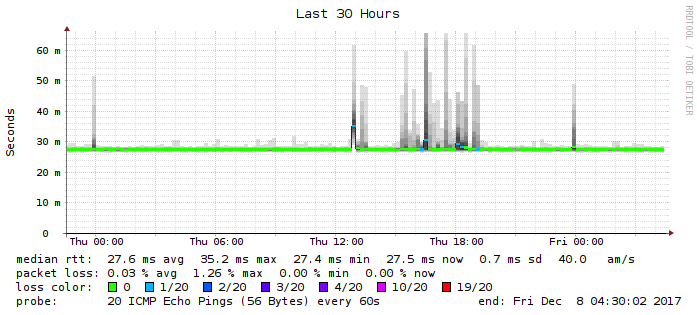 Last 30 Hours
RRDTOOL / TOBI OETIKER
Seconds
60 m
50 m
40 m
30 m
20 m
10 m
0
Thu 00:00 Thu 06:00 Thu 12:00 Thu 18:00 Fri 00:00
median rtt: 27.6 ms avg 35.2 ms max 27.4 ms min 27.5 ms now 0.7 ms sd 40.0 am/s
packet loss: 0.03 % avg 1.26 % max 0.00 % min 0.00 % now
loss color: 0 1/20 2/20 3/20 4/20 10/20 19/20
probe: 20 ICMP Echo Pings (56 Bytes) every 60s end: Fri Dec 8 04:30:02 2017